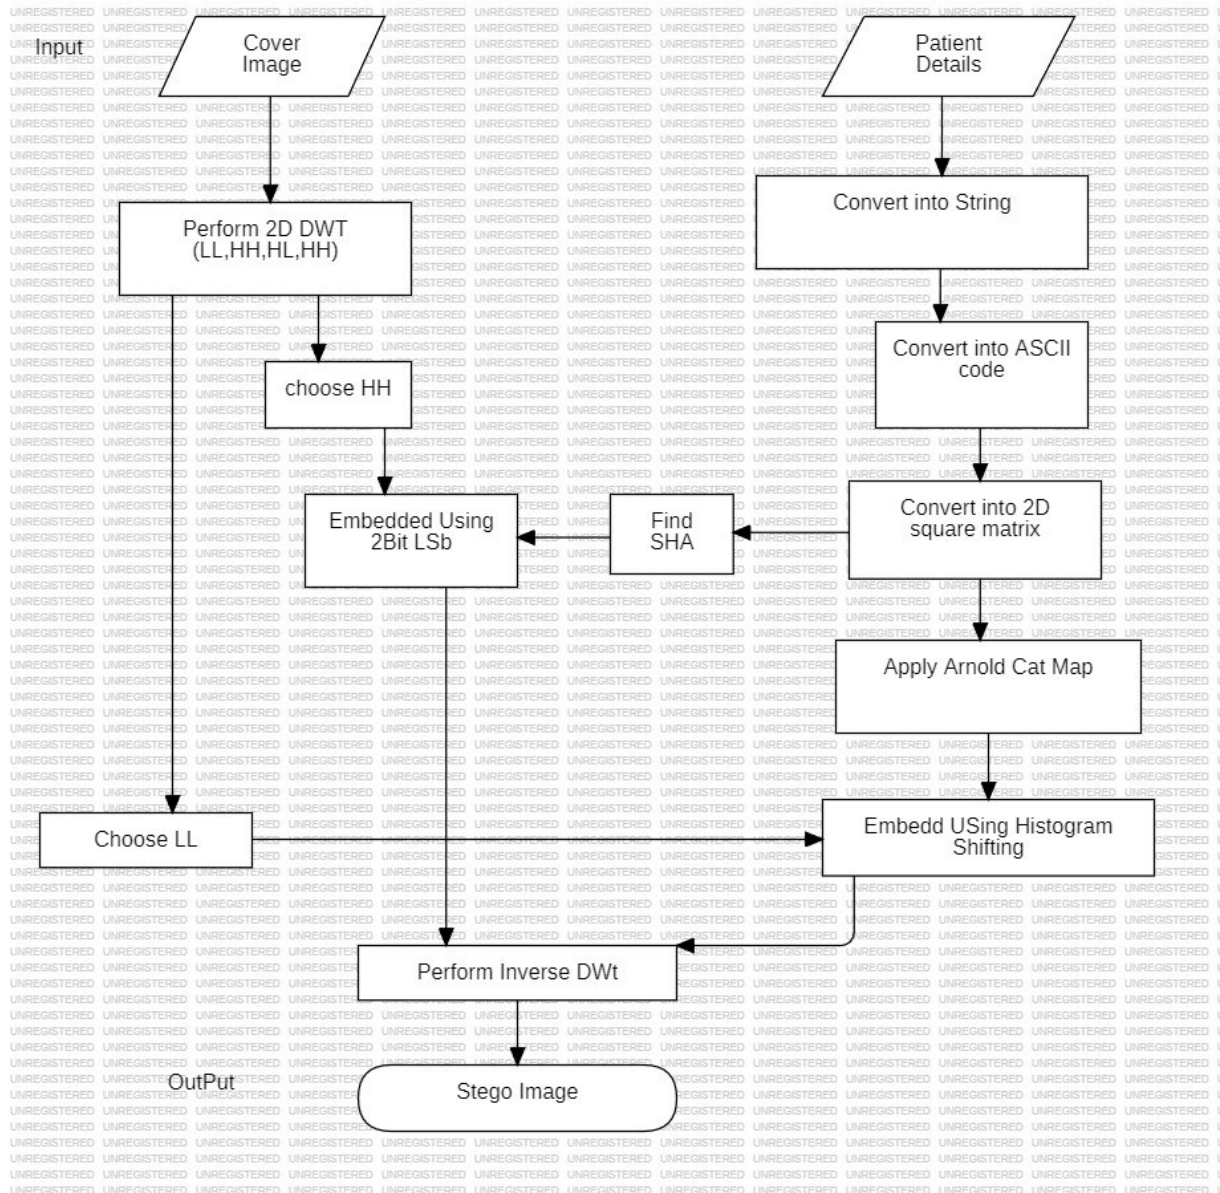 Input
Cover
Image
Patient
Details
Perform 2D DWT
(LL,HH,HL,HH)
Convert into String
choose HH
Convert into ASCII
code
Embedded Using
2Bit LSb
Find
SHA
Convert into 2D
square matrix
Apply Arnold Cat Map
Choose LL
Embedd USing Histogram
Shifting
Perform Inverse DWt
OutPut
Stego Image
UNREGISTERED